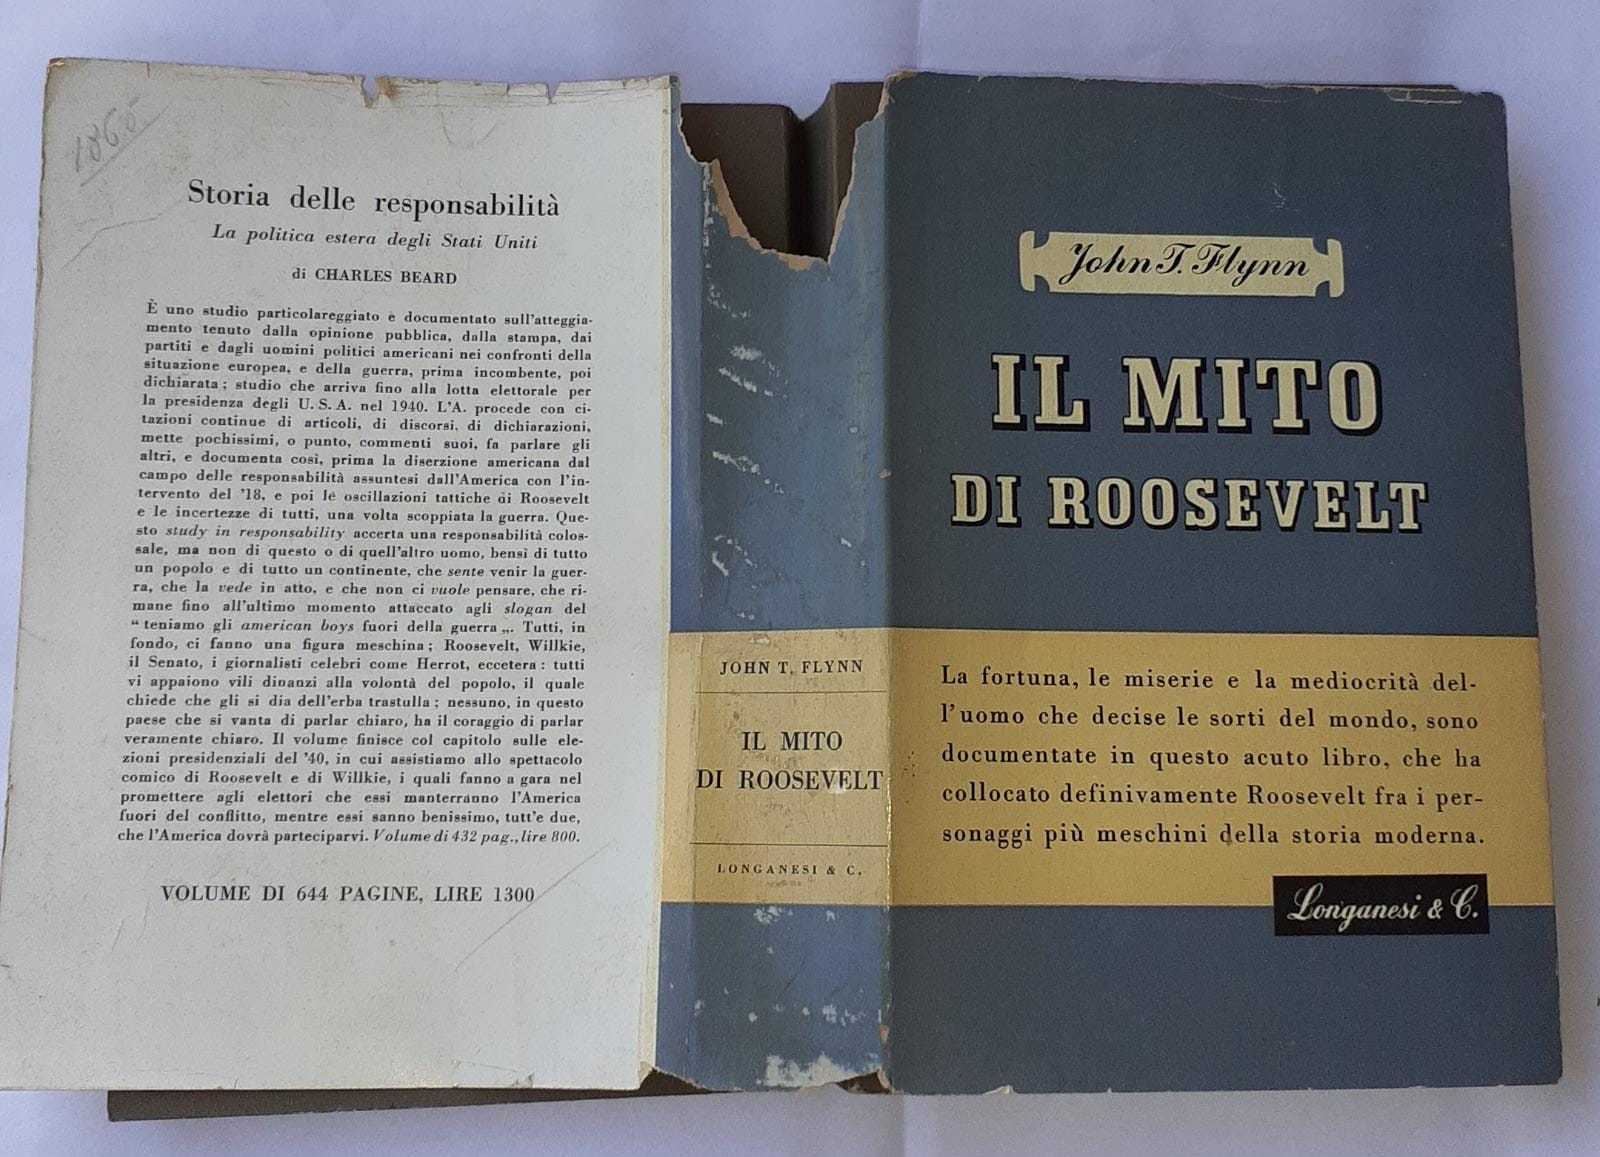 1865
Storia delle responsabilità
La politica estera degli Stati Uniti
di CHARLES BEARD
È uno studio particolareggiato e documentato sull'atteggia-
mento tenuto dalla opinione pubblica, dalla stampa, dai
partiti e dagli uomini politici americani nei confronti della
situazione europea, e della guerra, prima incombente, poi
dichiarata; studio che arriva fino alla lotta elettorale per
la presidenza degli U.S.A. nel 1940. L'A. procede con ci-
tazioni continue di articoli, di discorsi, di dichiarazioni,
mette pochissimi, o punto, commenti suoi, fa parlare gli
altri, e documenta così, prima la diserzione americana dal
campo delle responsabilità assuntesi dall'America con l'in-
tervento del '18, e poi le oscillazioni tattiche di Roosevelt
e le incertezze di tutti, una volta scoppiata la guerra. Que-
sto study in responsability accerta una responsabilità colos-
sale, ma non di questo o di quell'altro uomo, bensì di tutto
un popolo e di tutto un continente, che sente venir la guer-
ra, che la vede in atto, e che non ci vuole pensare, che ri-
mane fino all'ultimo momento attaccato agli slogan del
“ teniamo gli american boys fuori della guerra „. Tutti, in
fondo, ci fanno una figura meschina; Roosevelt, Willkie,
il Senato, i giornalisti celebri come Herrot, eccetera: tutti
vi appaiono vili dinanzi alla volontà del popolo, il quale
chiede che gli si dia dell'erba trastulla; nessuno, in questo
paese che si vanta di parlar chiaro, ha il coraggio di parlar
veramente chiaro. Il volume finisce col capitolo sulle ele-
zioni presidenziali del '40, in cui assistiamo allo spettacolo
comico di Roosevelt e di Willkie, i quali fanno a gara nel
promettere agli elettori che essi manterranno l'America
fuori del conflitto, mentre essi sanno benissimo, tutt'e due,
che l'America dovrà parteciparvi. Volume di 432 pag., lire 800.
VOLUME DI 644 PAGINE, LIRE 1300
JOHN T. FLYNN
IL MITO
DI ROOSEVELT
LONGANESI & C.
John T. Flynn
IL MITO
DI ROOSEVELT
La fortuna, le miserie e la mediocrità del-
l'uomo che decise le sorti del mondo, sono
documentate in questo acuto libro, che ha
collocato definivamente Roosevelt fra i per-
sonaggi più meschini della storia moderna.
Longanesi & C.